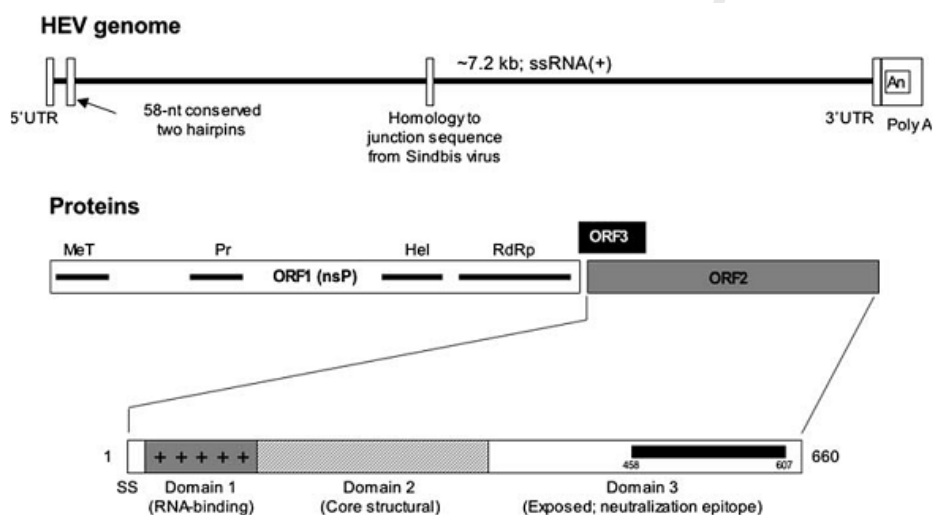 HEV genome
~7.2 kb; ssRNA(+)
An
5'UTR
58-nt conserved
two hairpins
Homology to
junction sequence
from Sindbis virus
3'UTR
Poly A
Proteins
ORF3
MeT
Pr
ORF1 (nsP)
Hel
RdRp
ORF2
1
+ + + + +
458
607
660
SS
Domain 1
(RNA-binding)
Domain 2
(Core structural)
Domain 3
(Exposed; neutralization epitope)